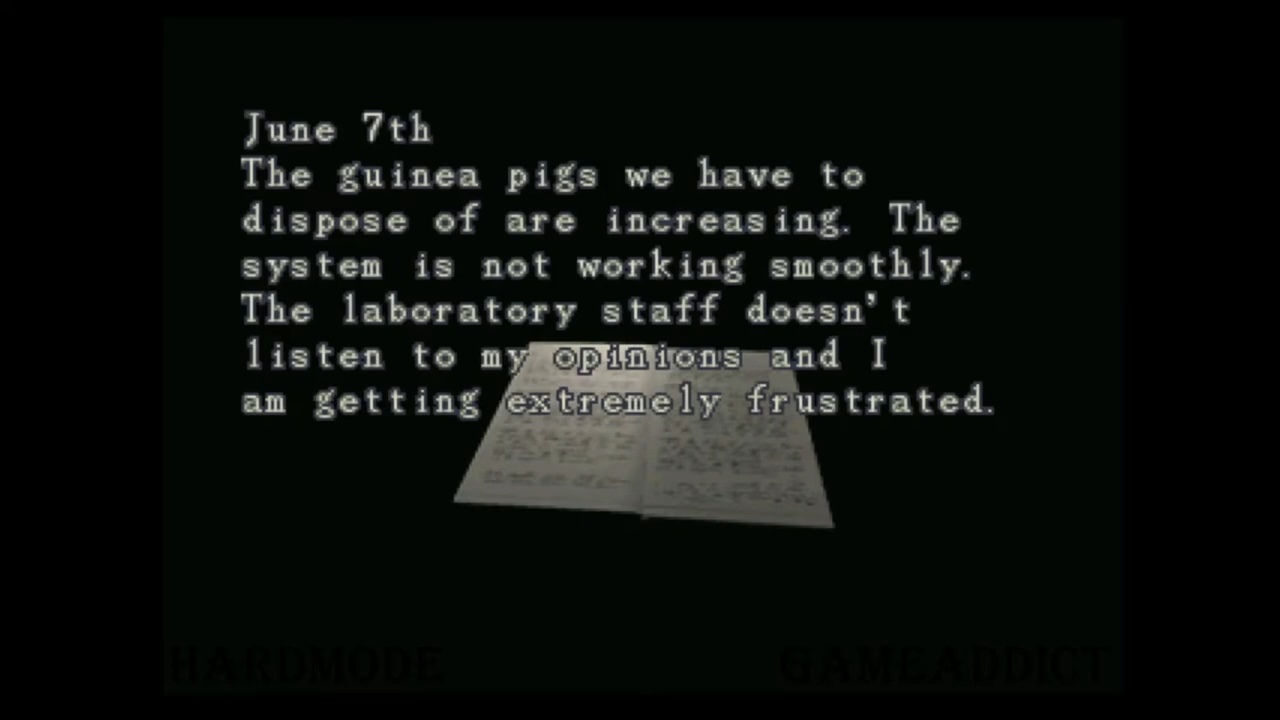 June 7th
The guinea pigs we have to
dispose of are increasing. The
system is not working smoothly.
The laboratory staff doesn't
listen to my opinions and I
am getting extremely frustrated.
HARDMODE GAMEADDICT